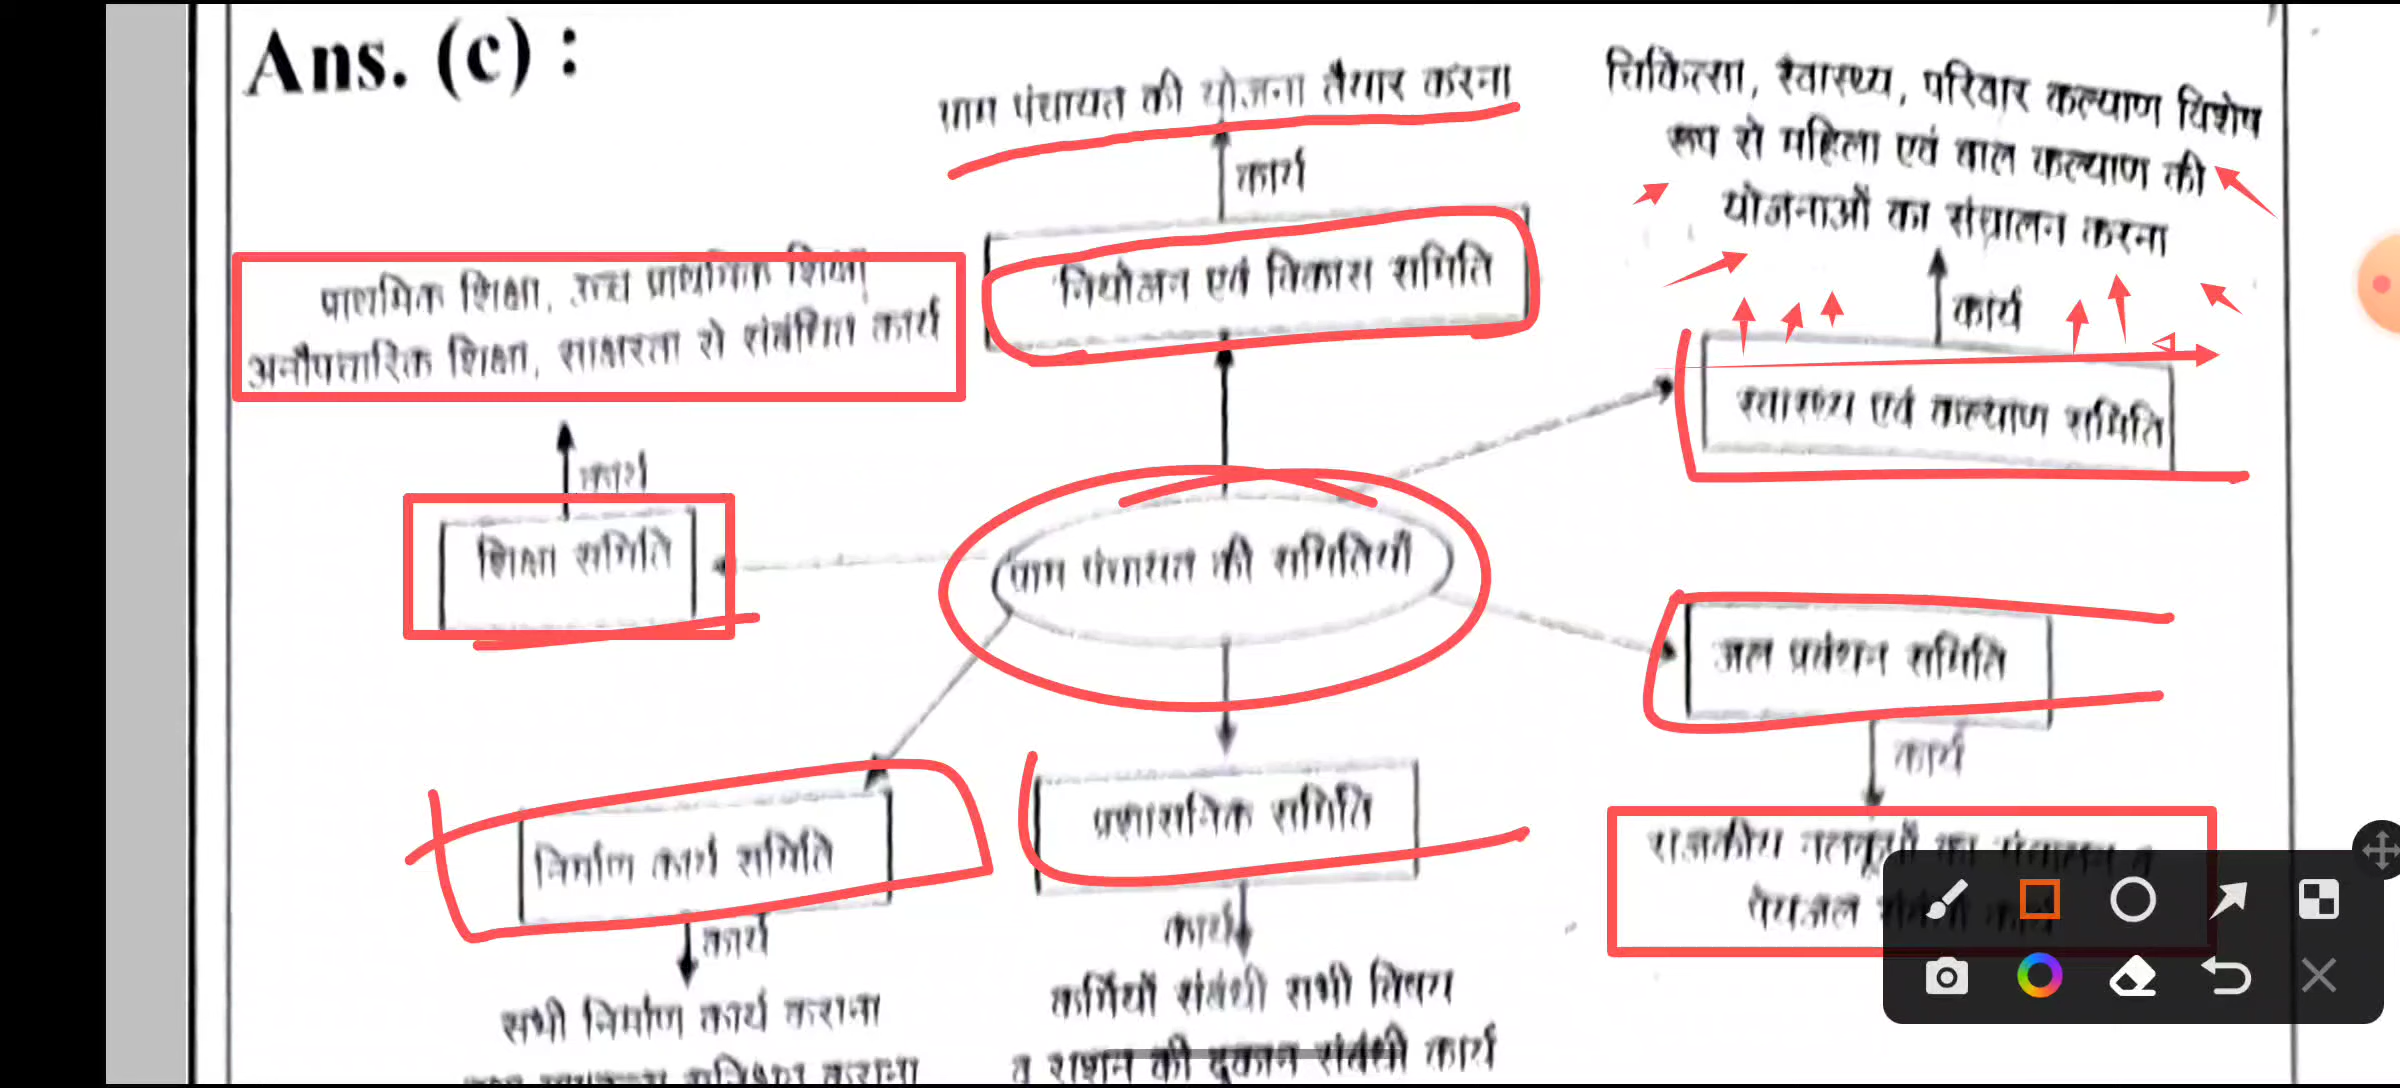 Ans. (c) :
ग्राम पंचायत की योजना तैयार करना
कार्य
नियोजन एवं विकास समिति
चिकित्सा, स्वास्थ्य, परिवार कल्याण विशेष
रूप से महिला एवं बाल कल्याण की
योजनाओं का संचालन करना
कार्य
स्वास्थ्य एवं कल्याण समिति
प्राथमिक शिक्षा, उच्च प्राथमिक शिक्षा
अनौपचारिक शिक्षा, साक्षरता से संबंधित कार्य
कार्य
शिक्षा समिति
ग्राम पंचायत की समितियाँ
जल प्रबंधन समिति
कार्य
राजकीय नलकूपों का संचालन व
पेयजल संबंधी कार्य
निर्माण कार्य समिति
कार्य
सभी निर्माण कार्य कराना
प्रशासनिक समिति
कार्य
कर्मियों संबंधी सभी विषय
व राशन की दुकान संबंधी कार्य